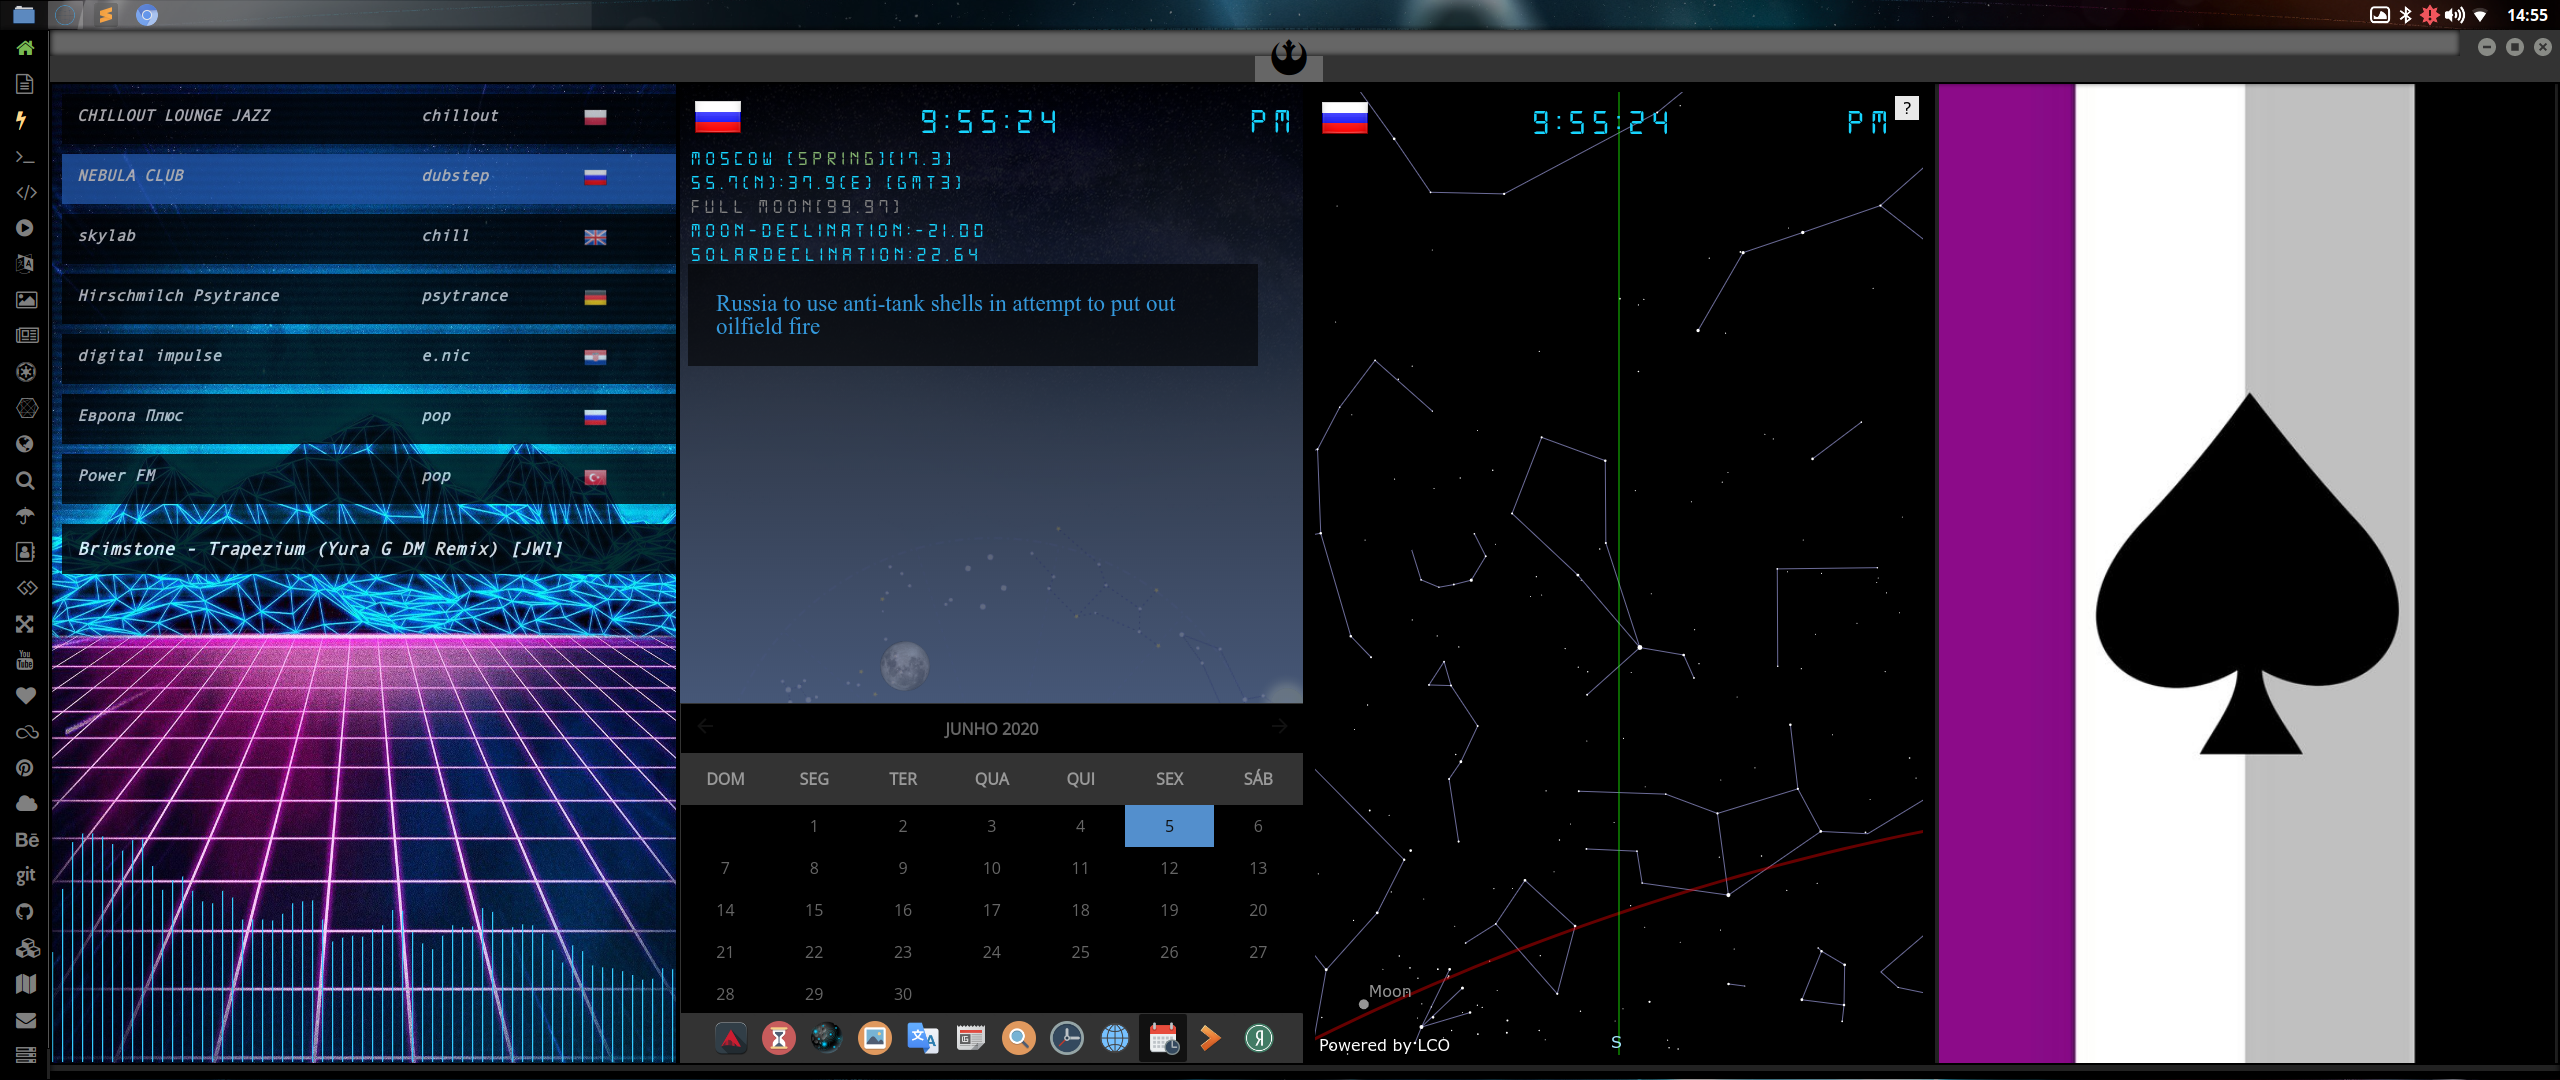 14:55
CHILLOUT LOUNGE JAZZ chillout
NEBULA CLUB dubstep
skylab chill
Hirschmilch Psytrance psytrance
digital impulse e.nic
Европа Плюс pop
Power FM pop
Brimstone - Trapezium (Yura G DM Remix) [JW1]
9:55:24 PM
MOSCOW [SPRING][17.3]
55.7(N):37.9(E) [GMT3]
FULL MOON[99.97]
MOON-DECLINATION:-21.00
SOLARDECLINATION:22.64
Russia to use anti-tank shells in attempt to put out
oilfield fire
JUNHO 2020
DOM SEG TER QUA QUI SEX SÁB
1 2 3 4 5 6
7 8 9 10 11 12 13
14 15 16 17 18 19 20
21 22 23 24 25 26 27
28 29 30
9:55:24 PM ?
Moon
S
Powered by LCO
You
Tube
Bē
git
Я